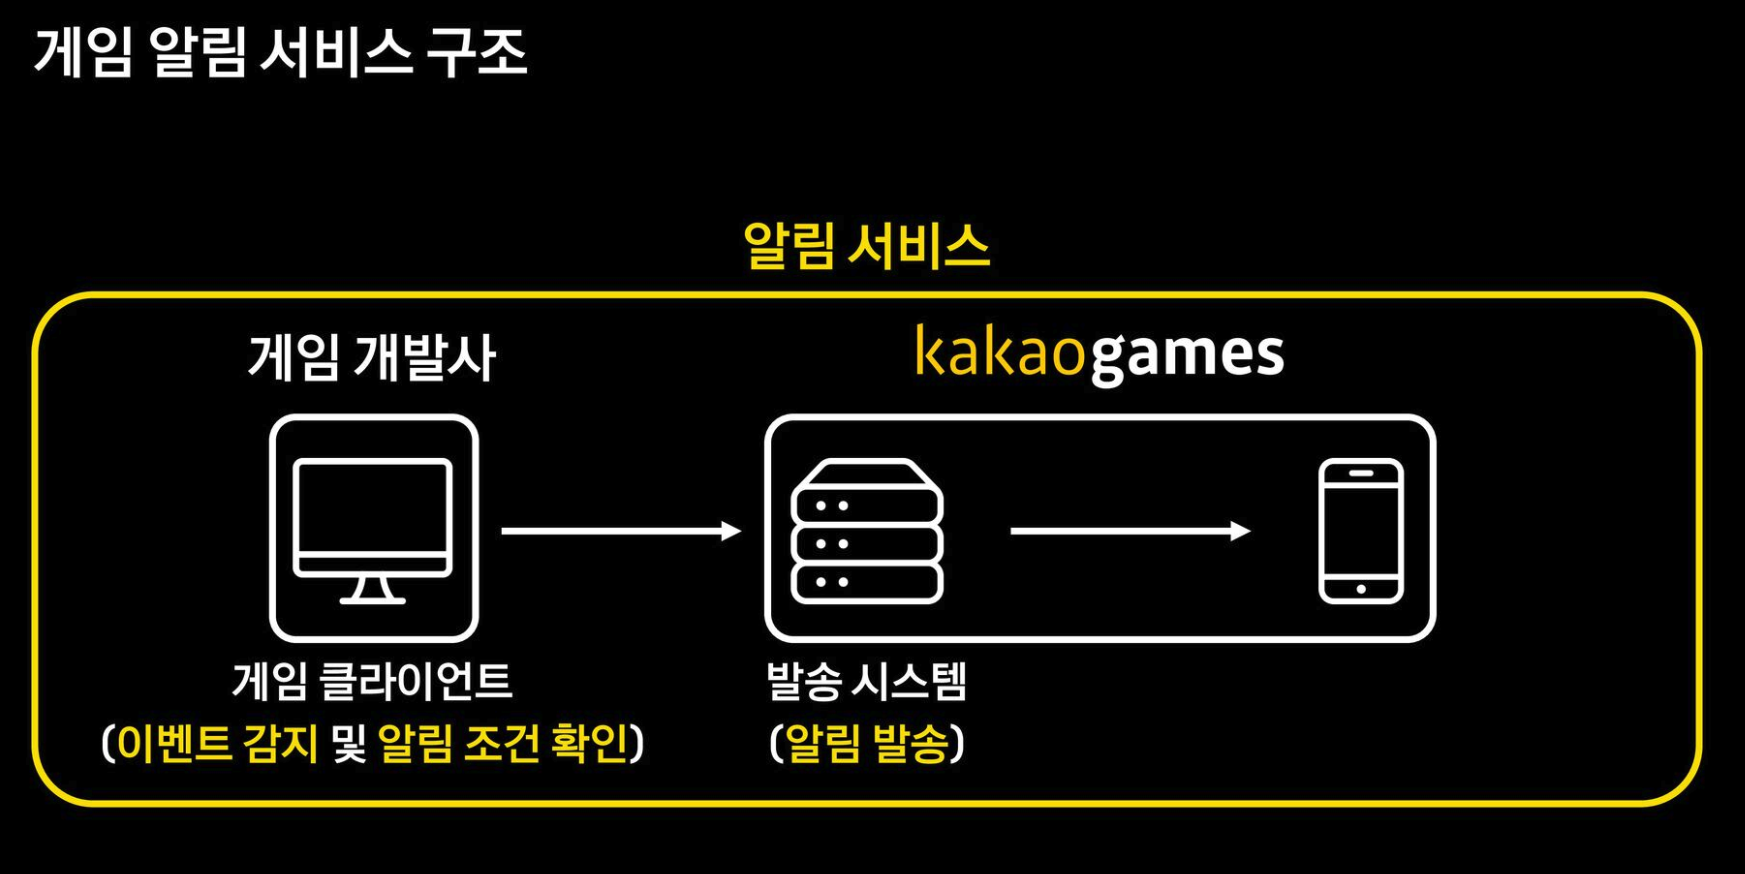 게임 알림 서비스 구조
알림 서비스
게임 개발사
kakaogames
게임 클라이언트
(이벤트 감지 및 알림 조건 확인)
발송 시스템
(알림 발송)